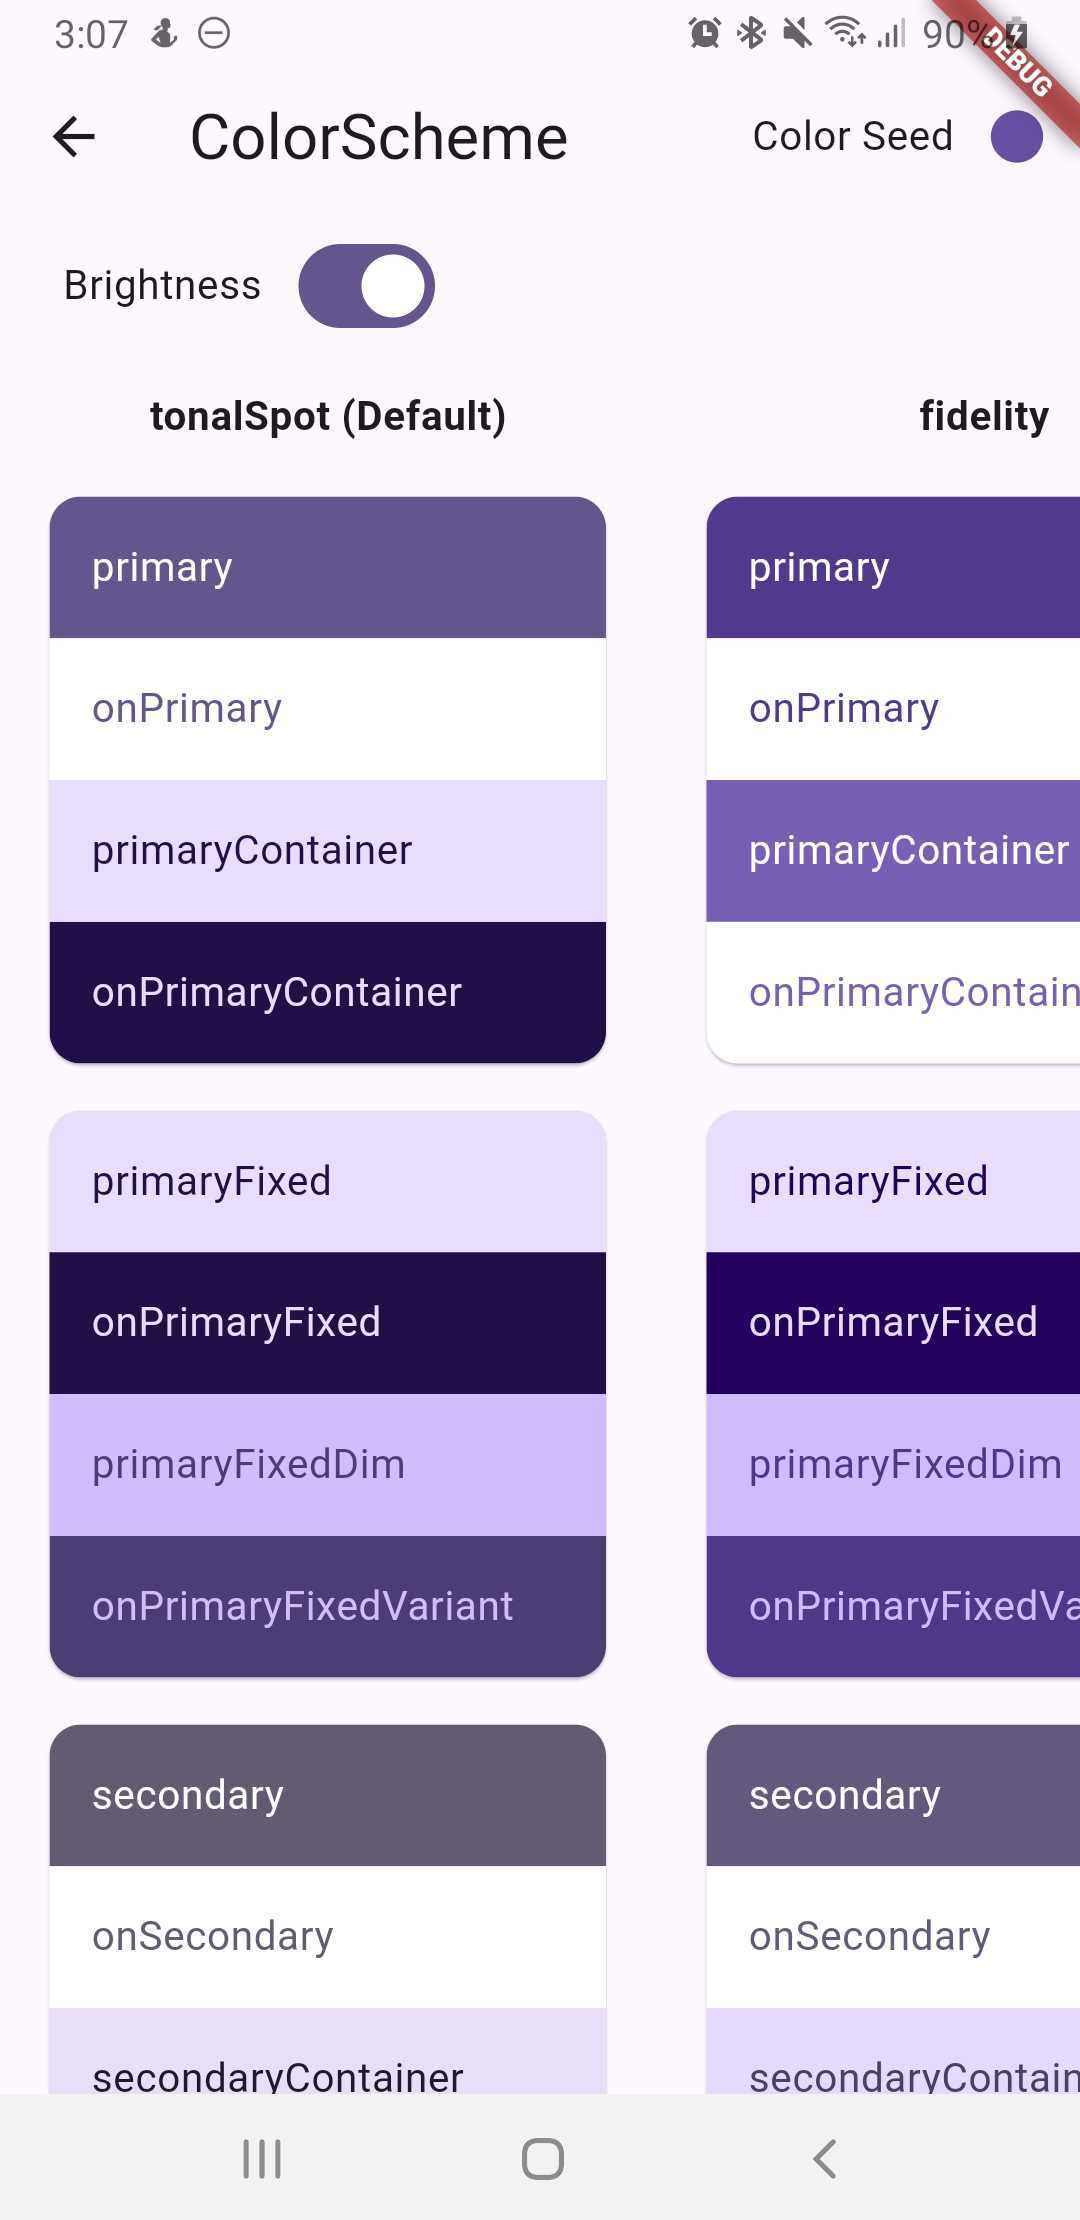 3:07 90%
DEBUG
ColorScheme Color Seed
Brightness
tonalSpot (Default)
primary
onPrimary
primaryContainer
onPrimaryContainer
primaryFixed
onPrimaryFixed
primaryFixedDim
onPrimaryFixedVariant
secondary
onSecondary
secondaryContainer
fidelity
primary
onPrimary
primaryContainer
onPrimaryContain
primaryFixed
onPrimaryFixed
primaryFixedDim
onPrimaryFixedVa
secondary
onSecondary
secondaryContain